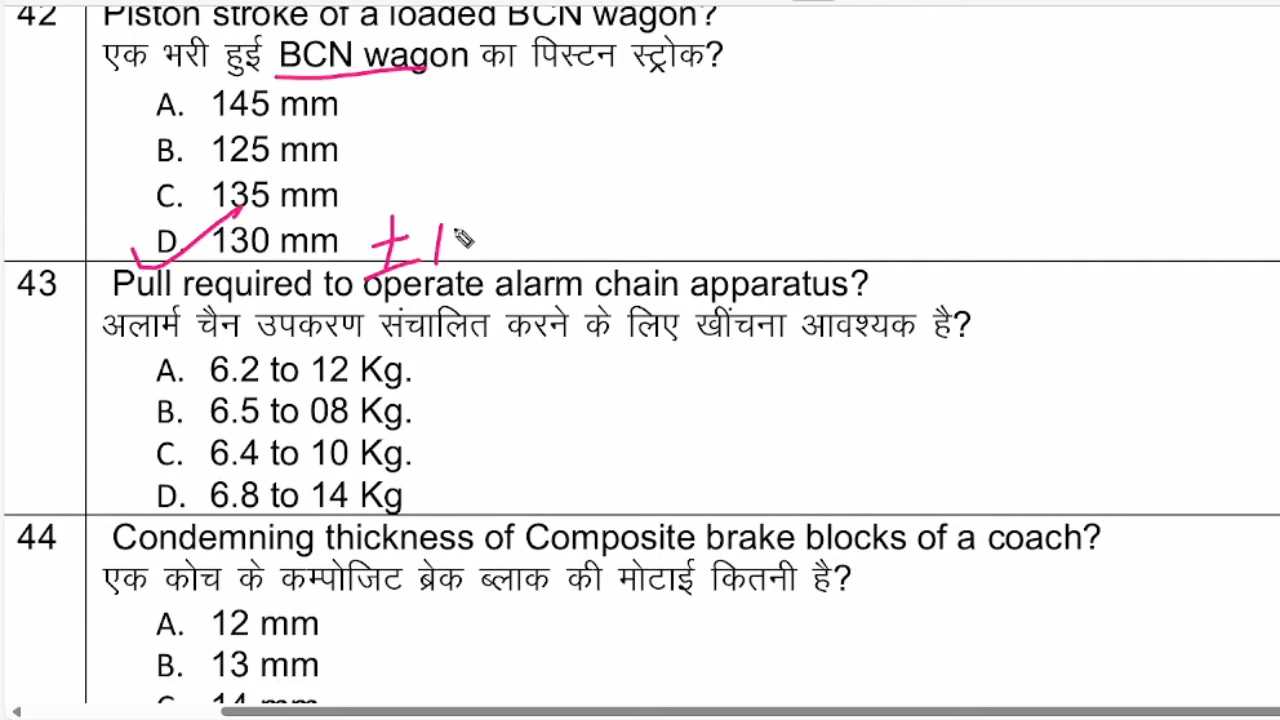 42 Piston stroke of a loaded BCN wagon?
एक भरी हुई BCN wagon का पिस्टन स्ट्रोक?
A. 145 mm
B. 125 mm
C. 135 mm
D. 130 mm ± 1
43 Pull required to operate alarm chain apparatus?
अलार्म चैन उपकरण संचालित करने के लिए खींचना आवश्यक है?
A. 6.2 to 12 Kg.
B. 6.5 to 08 Kg.
C. 6.4 to 10 Kg.
D. 6.8 to 14 Kg
44 Condemning thickness of Composite brake blocks of a coach?
एक कोच के कम्पोजिट ब्रेक ब्लाक की मोटाई कितनी है?
A. 12 mm
B. 13 mm
C. 14 mm